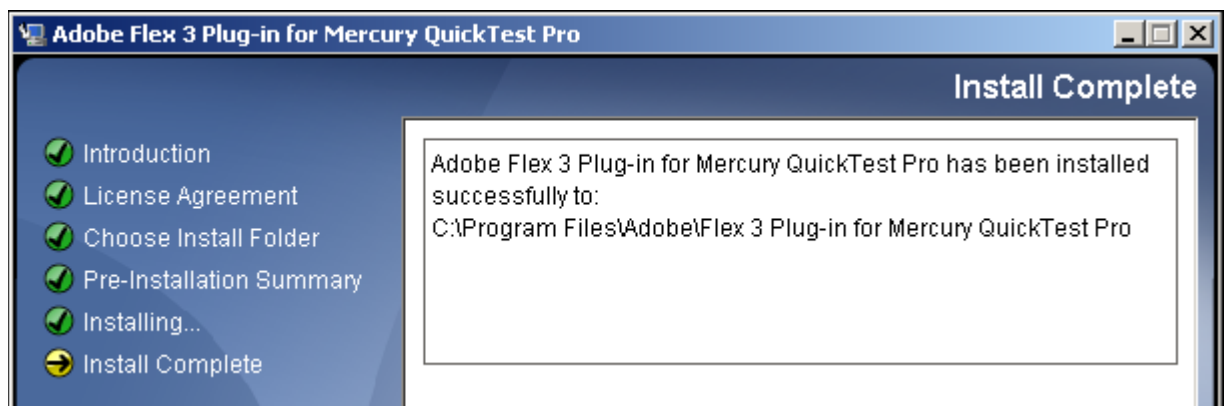 Adobe Flex 3 Plug-in for Mercury QuickTest Pro
Install Complete
Introduction
License Agreement
Choose Install Folder
Pre-Installation Summary
Installing...
Install Complete
Adobe Flex 3 Plug-in for Mercury QuickTest Pro has been installed
successfully to:
C:\Program Files\Adobe\Flex 3 Plug-in for Mercury QuickTest Pro